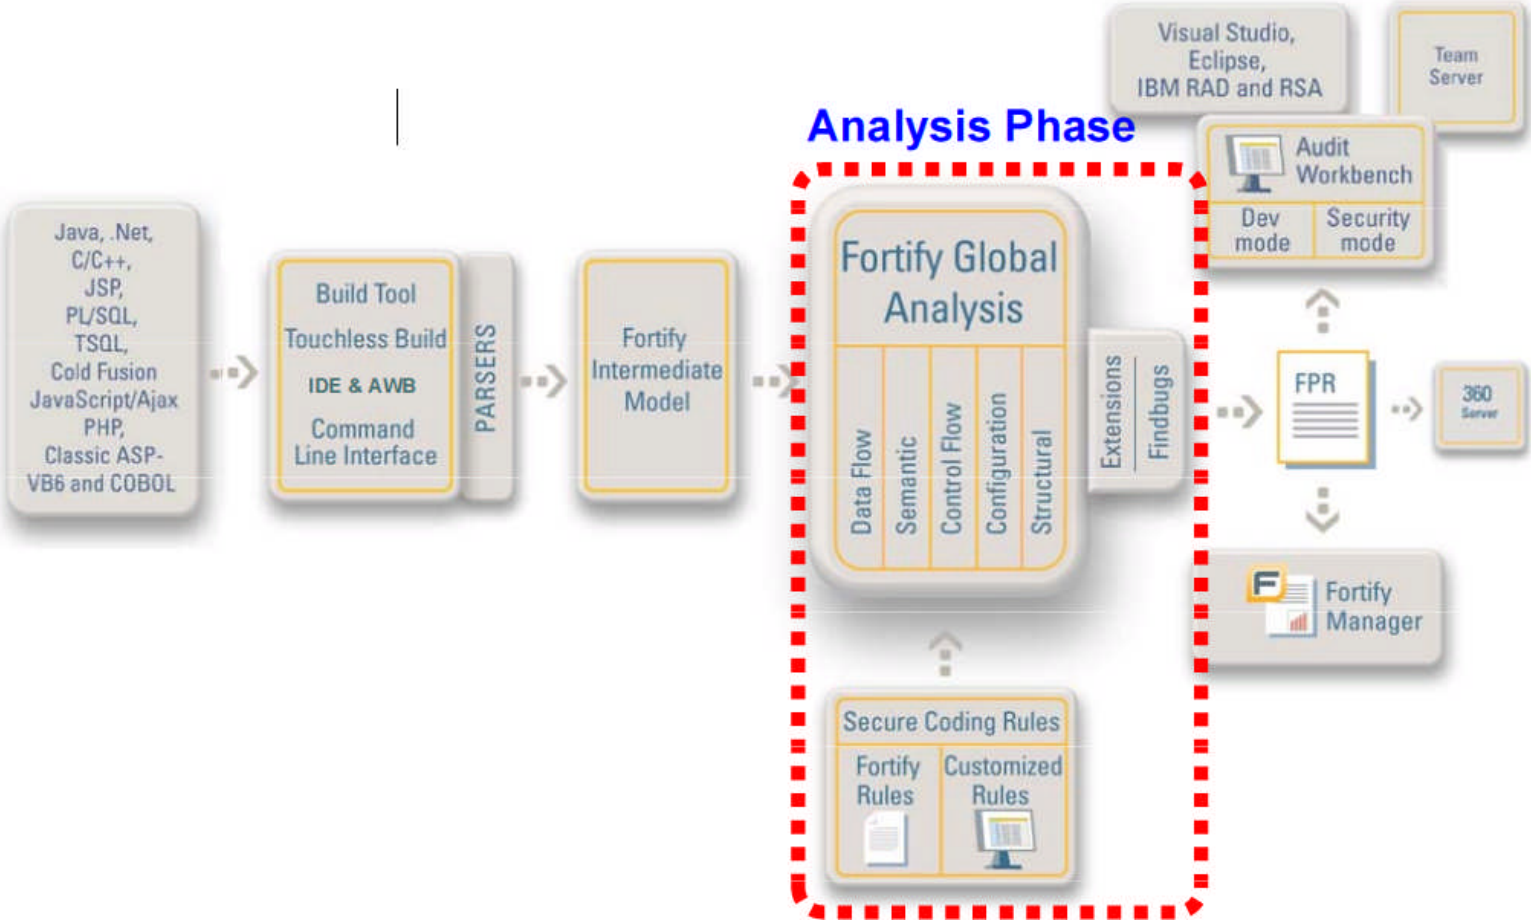 Analysis Phase
Java, .Net,
C/C++,
JSP,
PL/SQL,
TSQL,
Cold Fusion
JavaScript/Ajax
PHP,
Classic ASP-
VB6 and COBOL
Build Tool
Touchless Build
IDE & AWB
Command
Line Interface
PARSERS
Fortify
Intermediate
Model
Fortify Global
Analysis
Data Flow
Semantic
Control Flow
Configuration
Structural
Extensions
Findbugs
Secure Coding Rules
Fortify
Rules
Customized
Rules
Visual Studio,
Eclipse,
IBM RAD and RSA
Team
Server
Audit
Workbench
Dev
mode
Security
mode
FPR
360
Server
F
Fortify
Manager